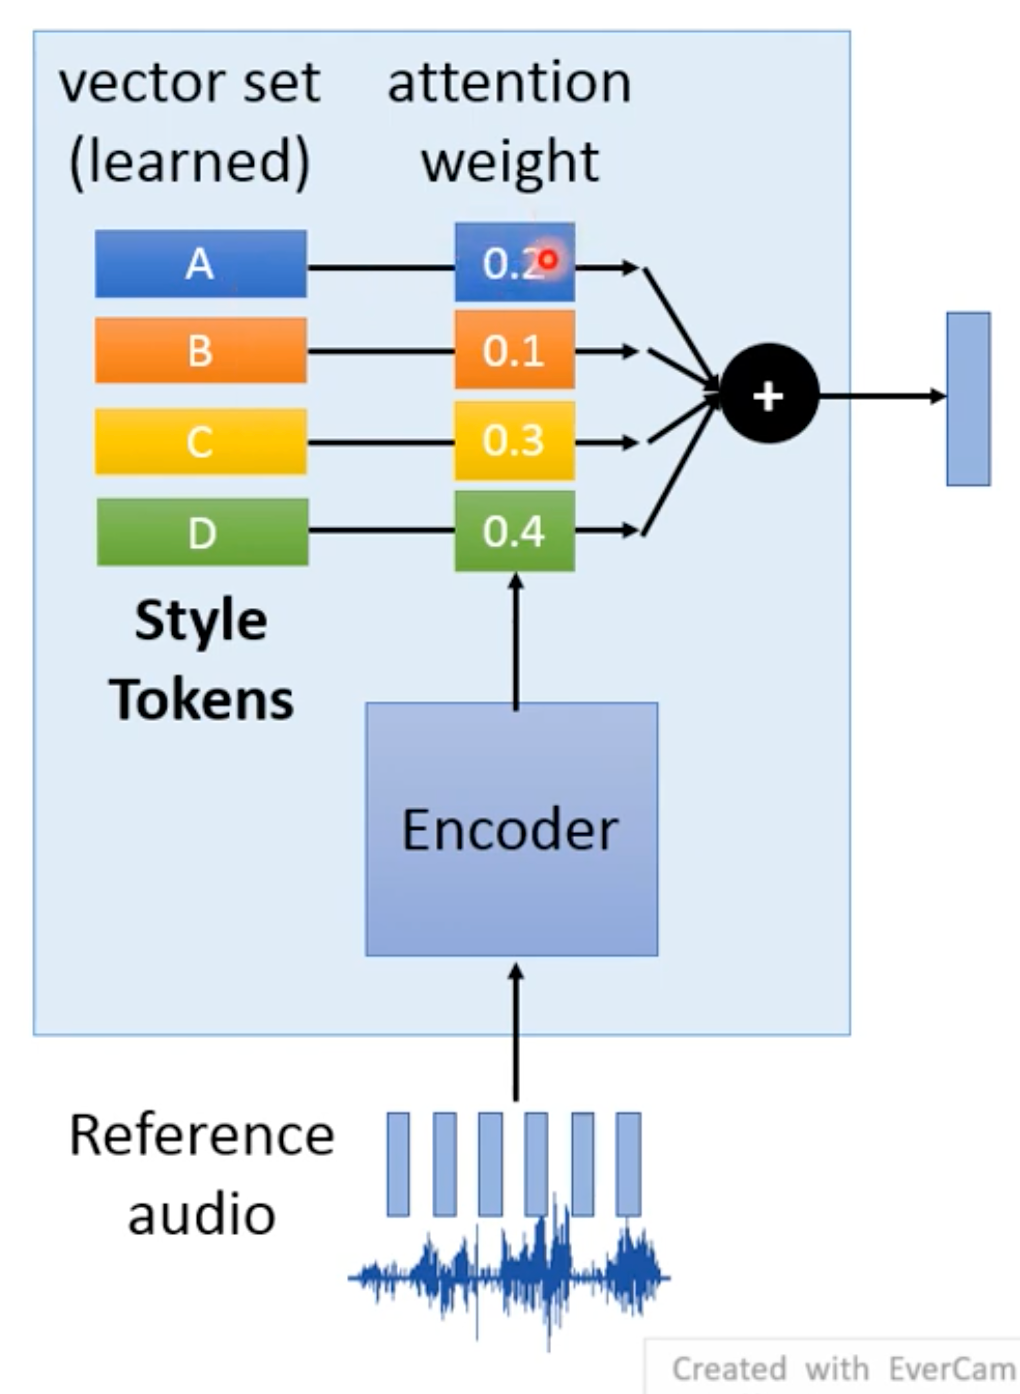 vector set
(learned)
attention
weight
A
0.2
B
0.1
C
0.3
D
0.4
+
Style
Tokens
Encoder
Reference
audio
Created with EverCam